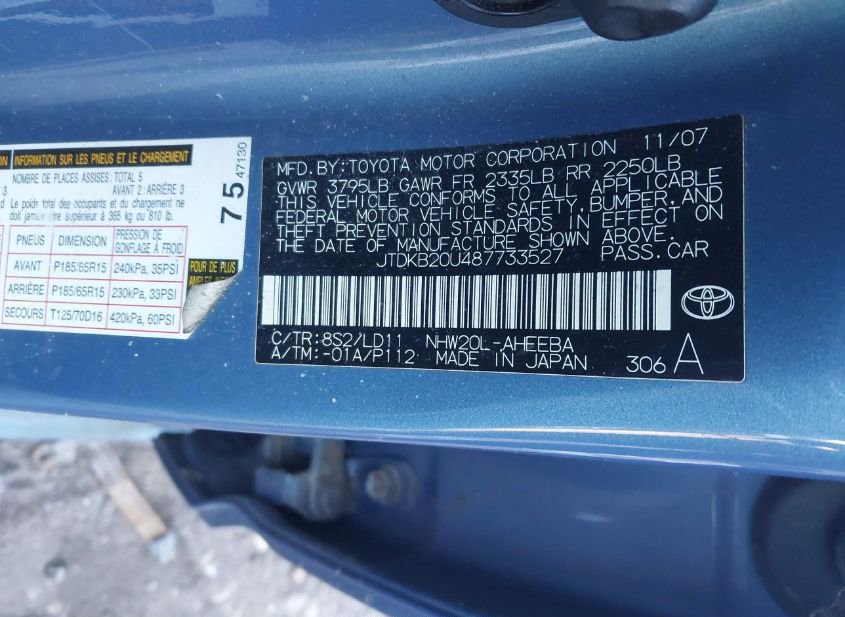 ON INFORMATION SUR LES PNEUS ET LE CHARGEMENT
NOMBRE DE PLACES ASSISES: TOTAL 5
3 AVANT 2: ARRIÈRE 3
Le poids total des occupants et du chargement ne
doit jamais être supérieur à 365 kg ou 810 lb.
PNEUS DIMENSION PRESSION DE GONFLAGE À FROID
AVANT P185/65R15 240kPa, 35PSI
ARRIÈRE P185/65R15 230kPa, 33PSI
SECOURS T125/70D16 420kPa, 60PSI
POUR DE PLUS
AMPLES
75 47130
MFD. BY: TOYOTA MOTOR CORPORATION 11/07
GVWR 3795LB GAWR FR 2335LB RR 2250LB
THIS VEHICLE CONFORMS TO ALL APPLICABLE
FEDERAL MOTOR VEHICLE SAFETY, BUMPER, AND
THEFT PREVENTION STANDARDS IN EFFECT ON
THE DATE OF MANUFACTURE SHOWN ABOVE.
JTDKB20U487733527 PASS. CAR
C/TR: 8S2/LD11 NHW20L-AHEEBA
A/TM: -01A/P112 MADE IN JAPAN 306 A